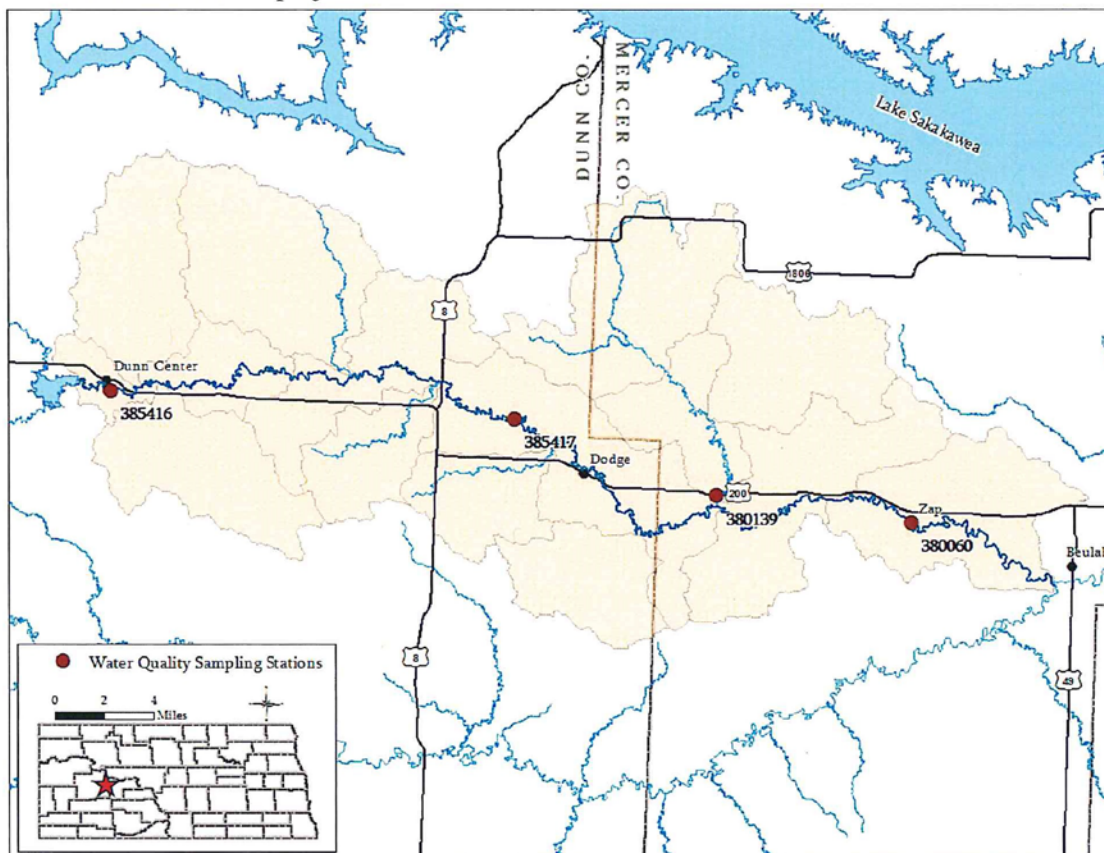 MERCER CO.
DUNN CO.
Lake Sakakawea
1806
8
Dunn Center
385416
385417
Dodge
200
380139
Zap
380060
Beulah
8
49
Water Quality Sampling Stations
0 2 4
Miles